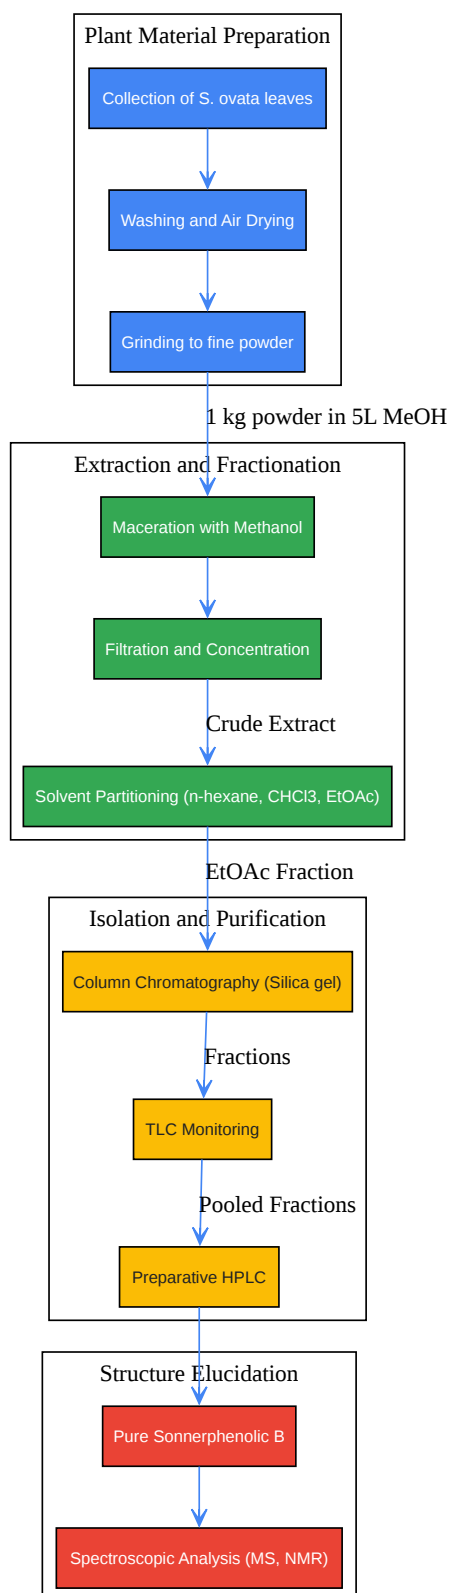 Plant Material Preparation
Collection of S. ovata leaves
Washing and Air Drying
Grinding to fine powder
1 kg powder in 5L MeOH
Extraction and Fractionation
Maceration with Methanol
Filtration and Concentration
Crude Extract
Solvent Partitioning (n-hexane, CHCl3, EtOAc)
EtOAc Fraction
Isolation and Purification
Column Chromatography (Silica gel)
Fractions
TLC Monitoring
Pooled Fractions
Preparative HPLC
Structure Elucidation
Pure Sonnerphenolic B
Spectroscopic Analysis (MS, NMR)